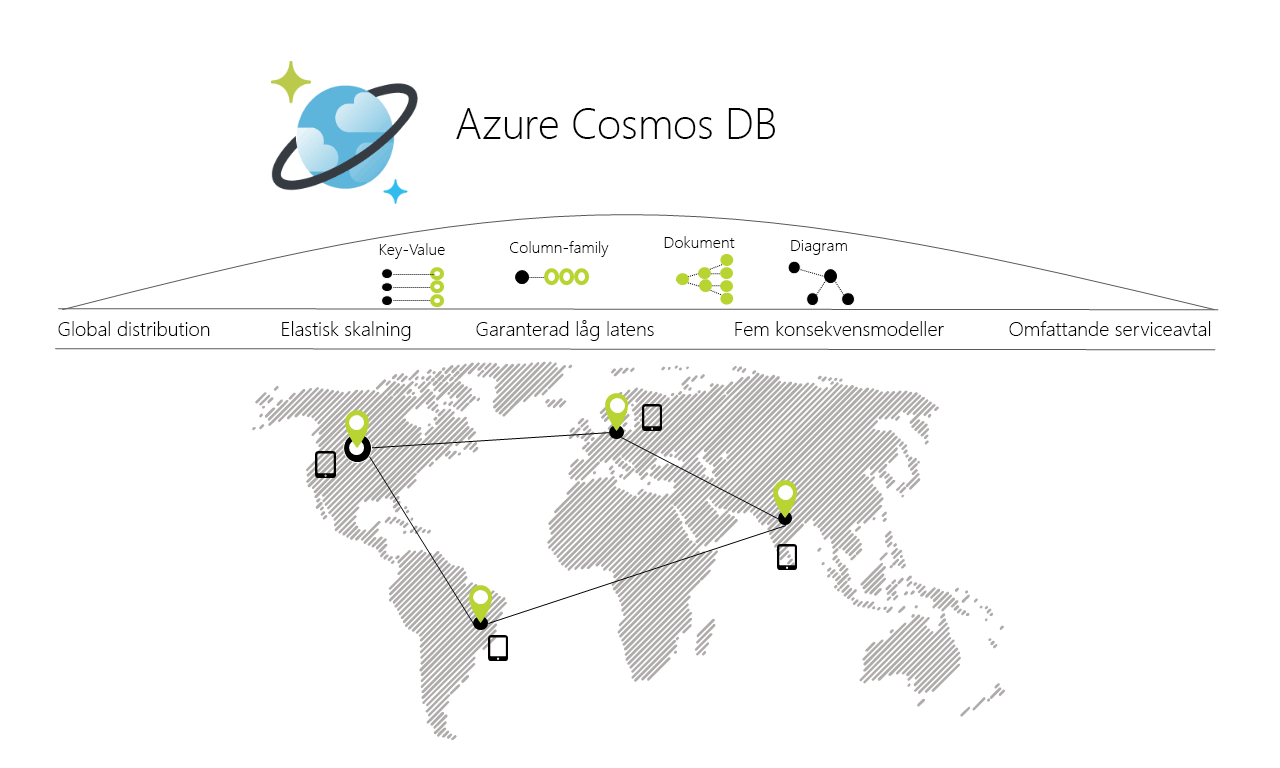 Azure Cosmos DB
Key-Value
Column-family
Dokument
Diagram
Global distribution
Elastisk skalning
Garanterad låg latens
Fem konsekvensmodeller
Omfattande serviceavtal